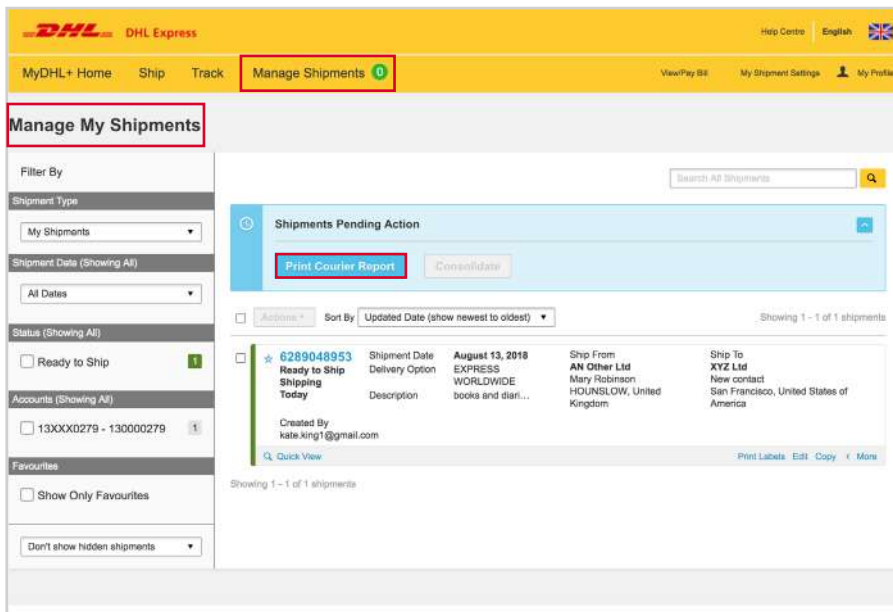 DHL DHL Express
Help Centre English
MyDHL+ Home Ship Track Manage Shipments 0 View/Pay Bill My Shipment Settings My Profile
Manage My Shipments
Filter By
Search All Shipments
Shipment Type
My Shipments
Shipment Date (Showing All)
All Dates
Status (Showing All)
Ready to Ship 1
Accounts (Showing All)
13XXX0279 - 130000279 1
Favourites
Show Only Favourites
Don't show hidden shipments
Shipments Pending Action
Print Courier Report Consolidate
Actions Sort By Updated Date (show newest to oldest) Showing 1 - 1 of 1 shipments
6289048953
Ready to Ship
Shipping
Today
Created By
kate.king1@gmail.com
Shipment Date August 13, 2018
Delivery Option EXPRESS
WORLDWIDE
Description books and diari...
Ship From
AN Other Ltd
Mary Robinson
HOUNSLOW, United
Kingdom
Ship To
XYZ Ltd
New contact
San Francisco, United States of
America
Quick View Print Labels Edit Copy ‹ More
Showing 1 - 1 of 1 shipments